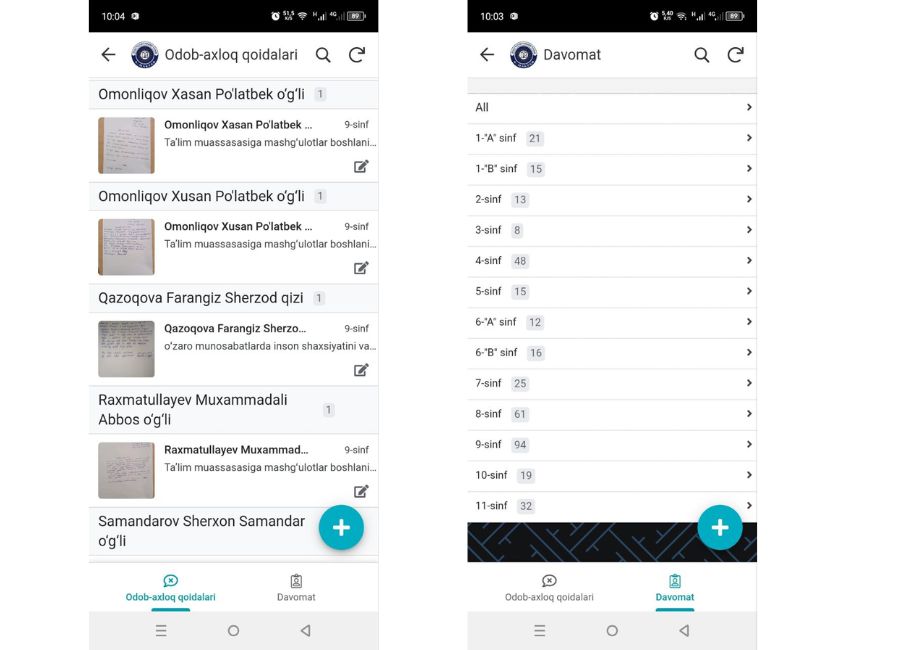 10:04
51,5 K/S
H
4G
89
Odob-axloq qoidalari
Omonliqov Xasan Po'latbek o‘g‘li 1
Omonliqov Xasan Po'latbek ... 9-sinf
Ta’lim muassasasiga mashg‘ulotlar boshlani...
Omonliqov Xusan Po'latbek o‘g‘li 1
Omonliqov Xusan Po'latbek ... 9-sinf
Ta’lim muassasasiga mashg‘ulotlar boshlani...
Qazoqova Farangiz Sherzod qizi 1
Qazoqova Farangiz Sherzo... 9-sinf
o‘zaro munosabatlarda inson shaxsiyatini va...
Raxmatullayev Muxammadali
Abbos o‘g‘li 1
Raxmatullayev Muxammad... 9-sinf
Ta’lim muassasasiga mashg‘ulotlar boshlani...
Samandarov Sherxon Samandar
o‘g‘li
Odob-axloq qoidalari
Davomat
10:03
5,40 K/S
H
4G
89
Davomat
All
1-"A" sinf 21
1-"B" sinf 15
2-sinf 13
3-sinf 8
4-sinf 48
5-sinf 15
6-"A" sinf 12
6-"B" sinf 16
7-sinf 25
8-sinf 61
9-sinf 94
10-sinf 19
11-sinf 32
Odob-axloq qoidalari
Davomat